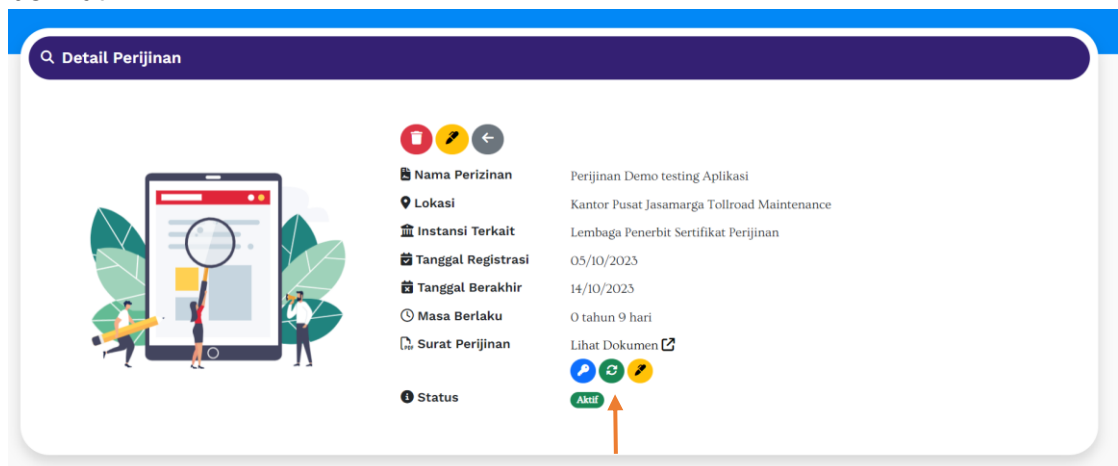 Detail Perijinan
Nama Perizinan Perijinan Demo testing Aplikasi
Lokasi Kantor Pusat Jasamarga Tollroad Maintenance
Instansi Terkait Lembaga Penerbit Sertifikat Perijinan
Tanggal Registrasi 05/10/2023
Tanggal Berakhir 14/10/2023
Masa Berlaku 0 tahun 9 hari
Surat Perijinan Lihat Dokumen
Status Aktif